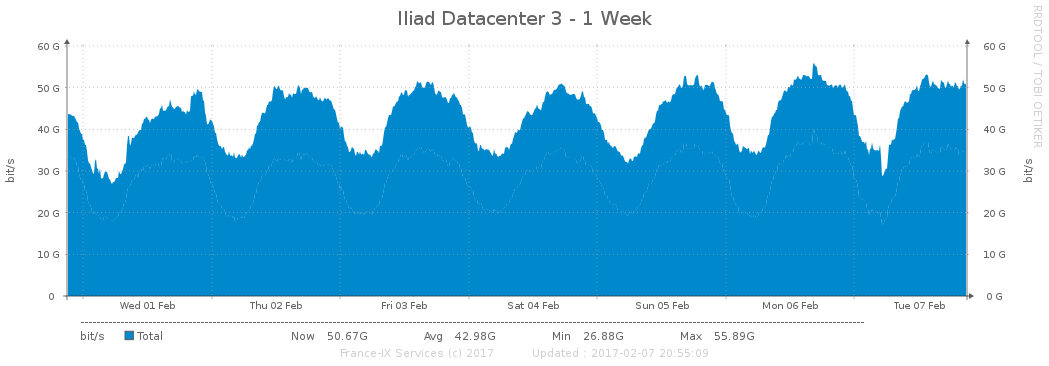 Iliad Datacenter 3 - 1 Week
RRDTOOL / TOBI OETIKER
60 G 60 G
50 G 50 G
40 G 40 G
30 G 30 G
20 G 20 G
10 G 10 G
0 0 G
bit/s bit/s
Wed 01 Feb Thu 02 Feb Fri 03 Feb Sat 04 Feb Sun 05 Feb Mon 06 Feb Tue 07 Feb
bit/s Total Now 50.67G Avg 42.98G Min 26.88G Max 55.89G
France-IX Services (c) 2017 Updated : 2017-02-07 20:55:09